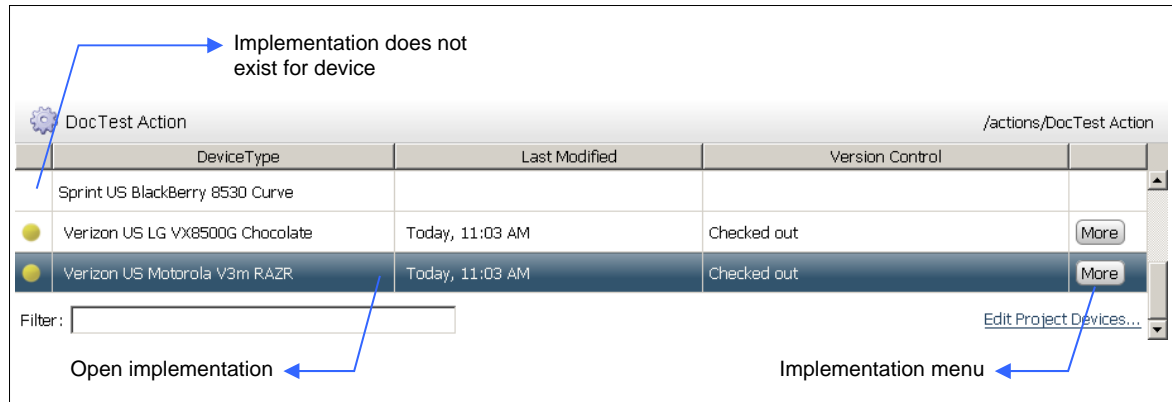 Implementation does not
exist for device
DocTest Action /actions/DocTest Action
DeviceType Last Modified Version Control
Sprint US BlackBerry 8530 Curve
Verizon US LG VX8500G Chocolate Today, 11:03 AM Checked out More
Verizon US Motorola V3m RAZR Today, 11:03 AM Checked out More
Filter: Edit Project Devices...
Open implementation Implementation menu